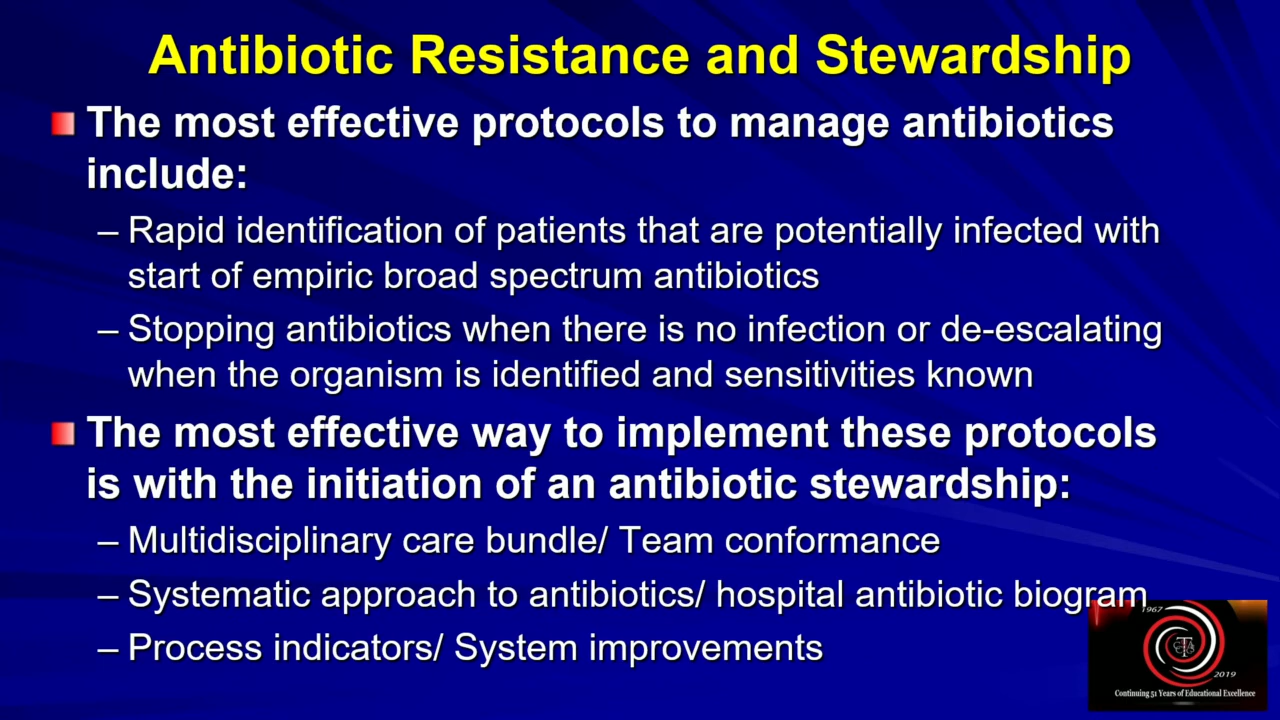 Antibiotic Resistance and Stewardship
The most effective protocols to manage antibiotics
include:
– Rapid identification of patients that are potentially infected with
start of empiric broad spectrum antibiotics
– Stopping antibiotics when there is no infection or de-escalating
when the organism is identified and sensitivities known
The most effective way to implement these protocols
is with the initiation of an antibiotic stewardship:
– Multidisciplinary care bundle/ Team conformance
– Systematic approach to antibiotics/ hospital antibiotic biogram
– Process indicators/ System improvements
1967
2019
Continuing 51 Years of Educational Excellence